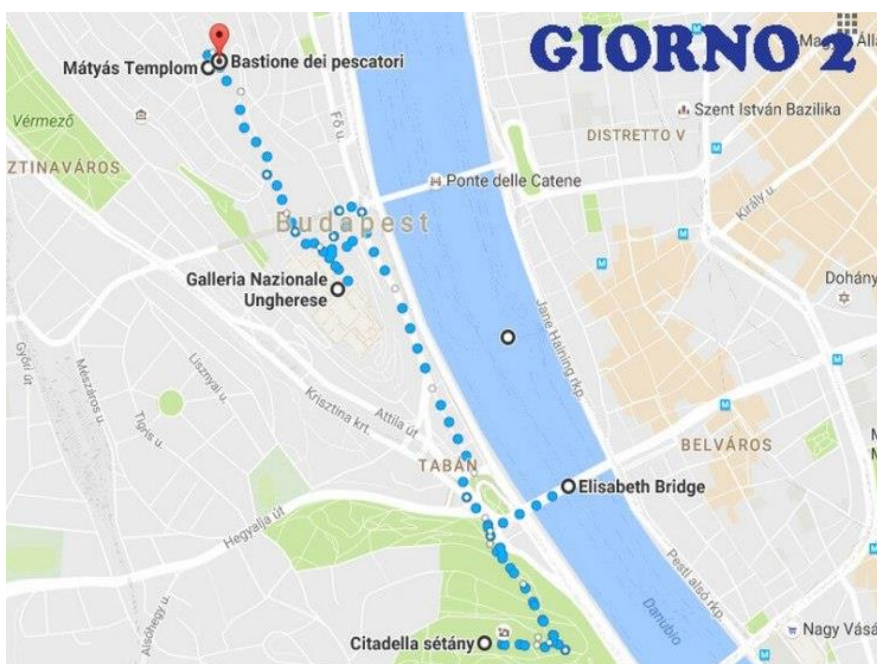 GIORNO 2
Mátyás Templom
Bastione dei pescatori
Vérmező
ZTINAVÁROS
Fő u.
Szent István Bazilika
DISTRETTO V
M
Ponte delle Catene
Király u.
Budapest
M
Galleria Nazionale
Ungherese
M
Dohány
Jane Haining rkp.
Győri út
Mészáros u.
Lisznyai u.
Tigris u.
Krisztina krt.
Attila út
M
M
BELVÁROS
TABÁN
Elisabeth Bridge
Hegyalja út
M
Pesti alsó rkp.
Alsóhegy u.
Citadella sétány
Danubio
Nagy Vásá